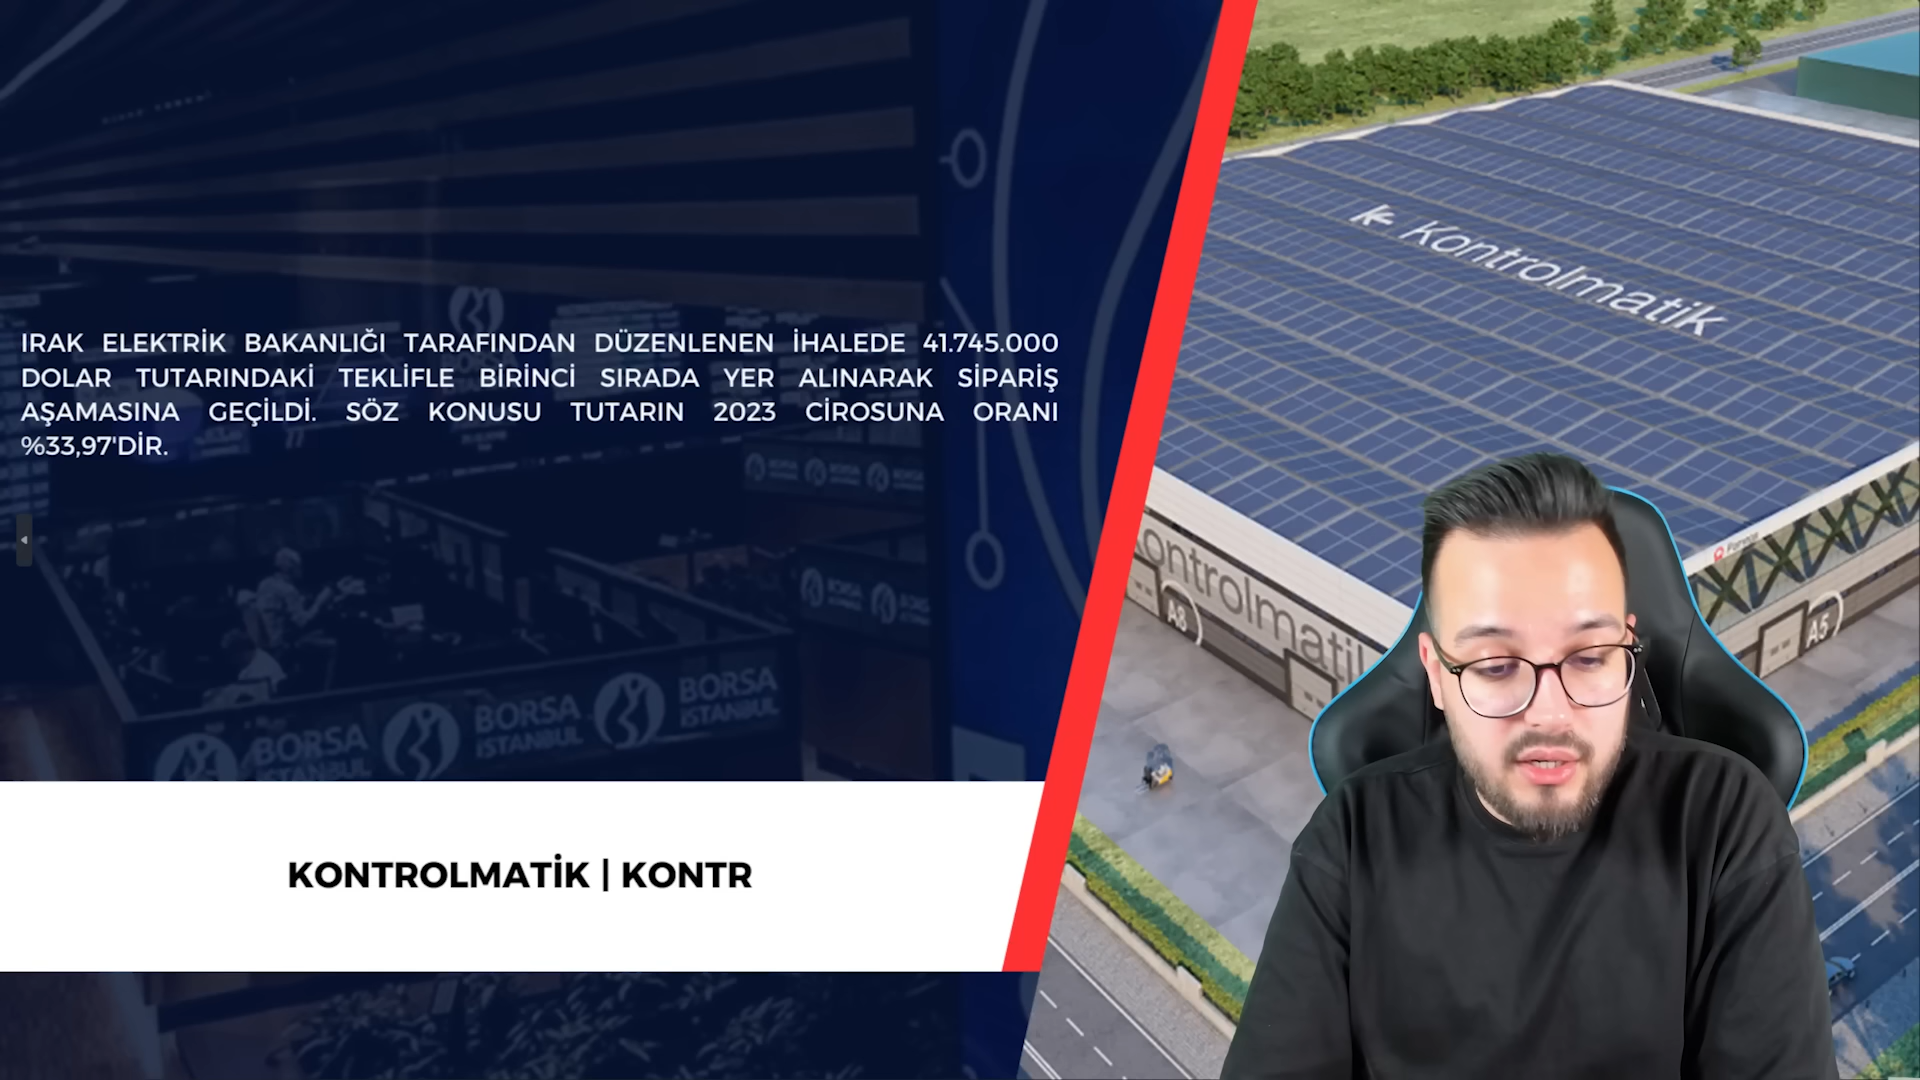 IRAK ELEKTRİK BAKANLIĞI TARAFINDAN DÜZENLENEN İHALEDE 41.745.000
DOLAR TUTARINDAKİ TEKLİFLE BİRİNCİ SIRADA YER ALINARAK SİPARİŞ
AŞAMASINA GEÇİLDİ. SÖZ KONUSU TUTARIN 2023 CİROSUNA ORANI
%33,97'DİR.
BORSA İSTANBUL
BORSA İSTANBUL
BORSA İSTANBUL
KONTROLMATİK | KONTR
Kontrolmatik
Kontrolmatik
A8
A5